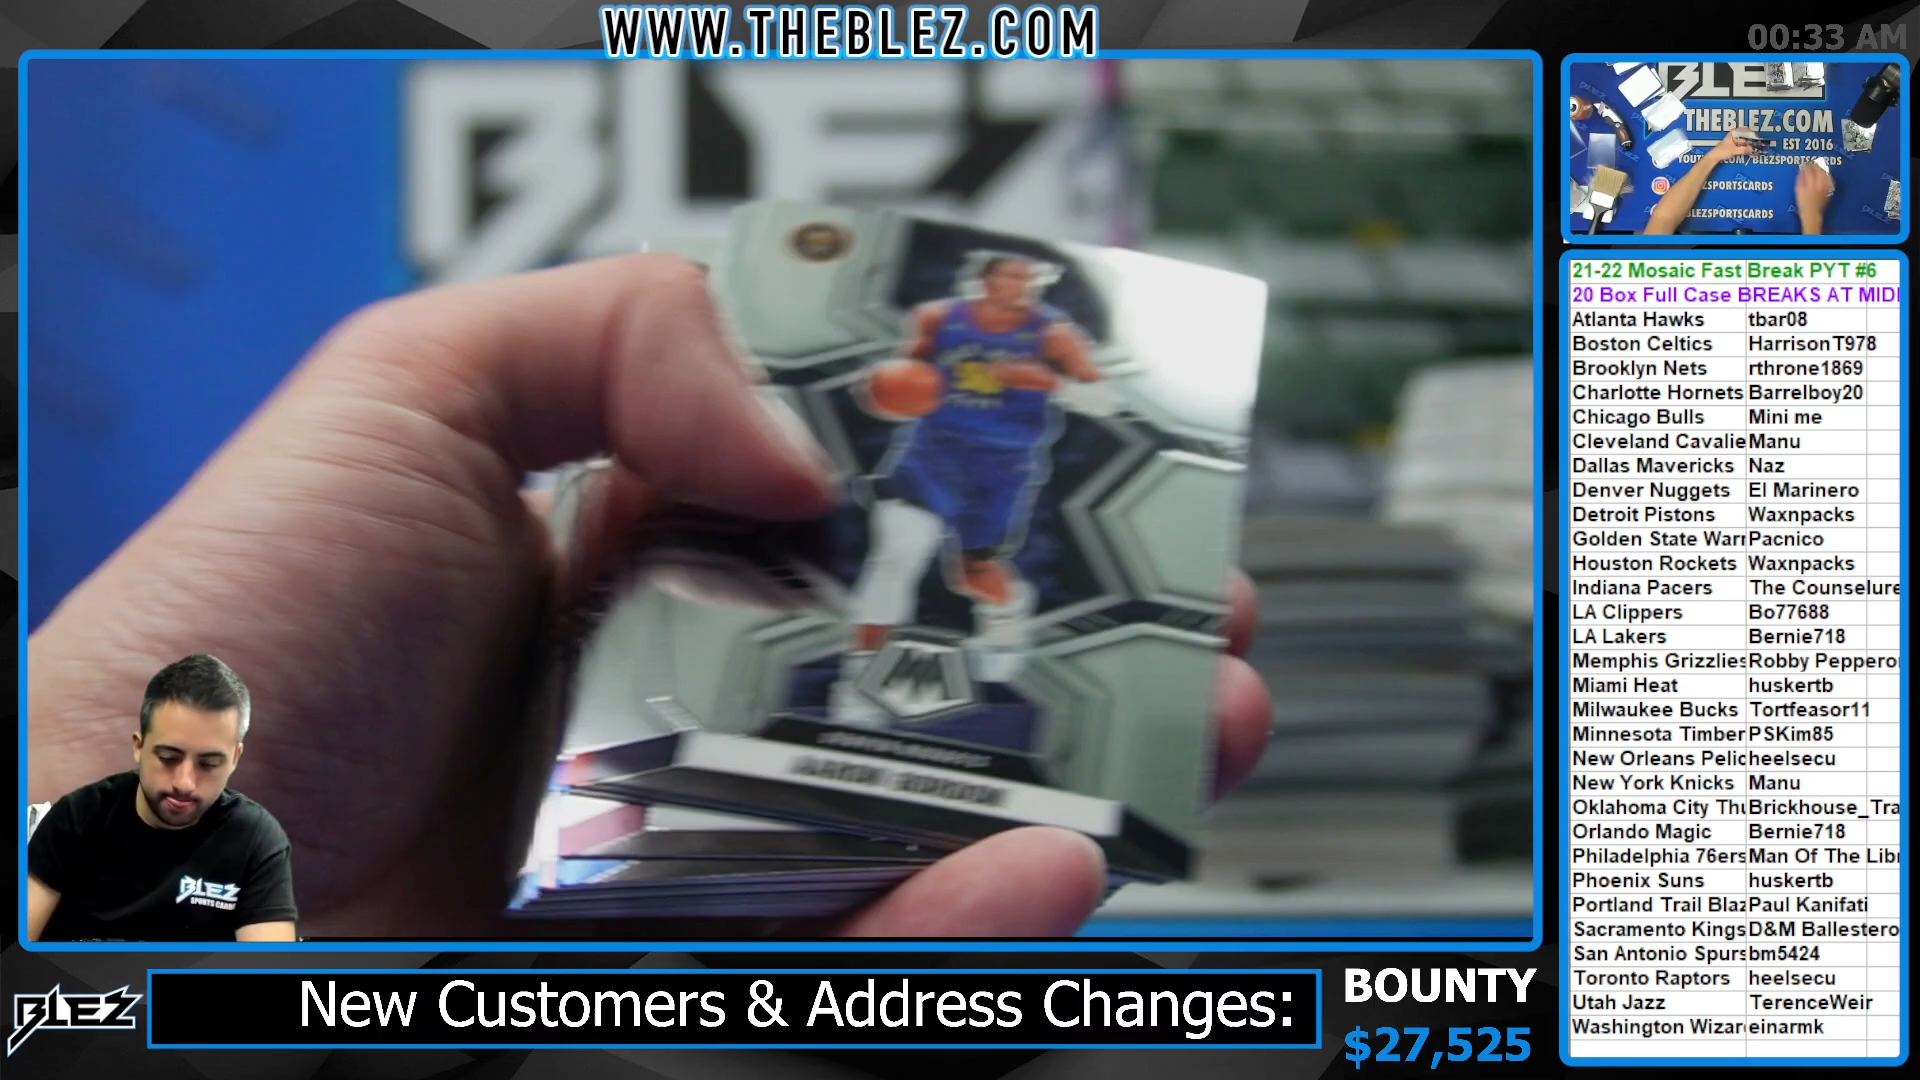 WWW.THEBLEZ.COM
00:33 AM
BLEZ
BLEZ
THEBLEZ.COM
EST 2016
21-22 Mosaic Fast Break PYT #6
20 Box Full Case BREAKS AT MID
Atlanta Hawks tbar08
Boston Celtics HarrisonT978
Brooklyn Nets rthrone1869
Charlotte Hornets Barrelboy20
Chicago Bulls Mini me
Cleveland Cavalie Manu
Dallas Mavericks Naz
Denver Nuggets El Marinero
Detroit Pistons Waxnpacks
Golden State Warr Pacnico
Houston Rockets Waxnpacks
Indiana Pacers The Counselure
LA Clippers Bo77688
LA Lakers Bernie718
Memphis Grizzlies Robby Peppero
Miami Heat huskertb
Milwaukee Bucks Tortfeasor11
Minnesota Timber PSKim85
New Orleans Pelic heelsecu
New York Knicks Manu
Oklahoma City Thu Brickhouse_Tra
Orlando Magic Bernie718
Philadelphia 76ers Man Of The Libr
Phoenix Suns huskertb
Portland Trail Blaz Paul Kanifati
Sacramento Kings D&M Ballestero
San Antonio Spurs bm5424
Toronto Raptors heelsecu
Utah Jazz TerenceWeir
Washington Wizar einarmk
BLEZ
SPORTS CARDS
BLEZ
New Customers & Address Changes:
BOUNTY
$27,525